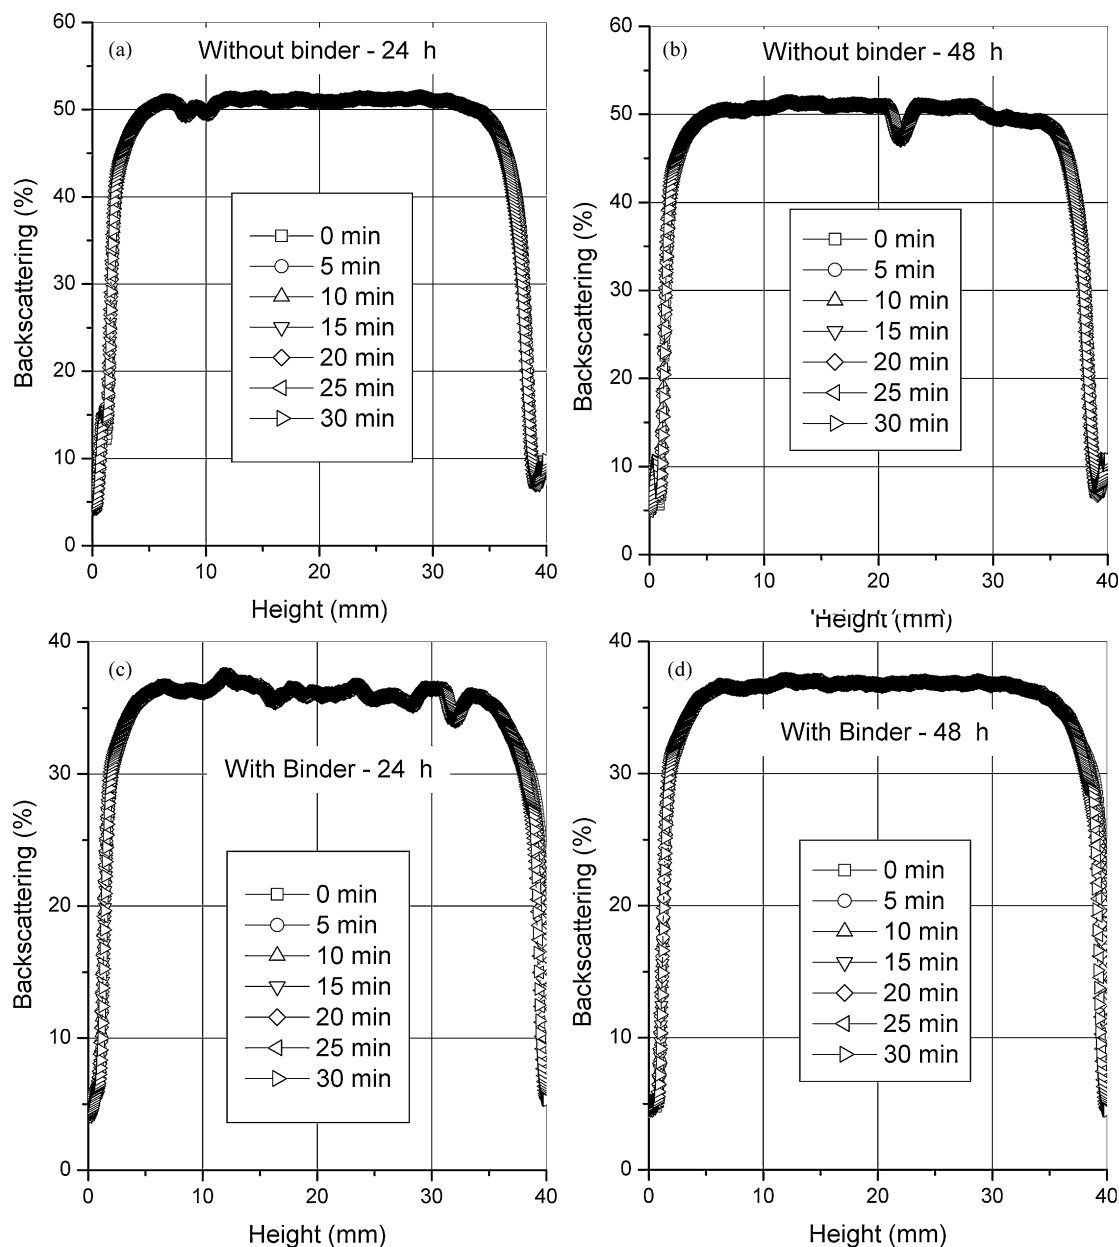 (a)
Without binder - 24 h
Backscattering (%)
60
50
40
30
20
10
0
0 min
5 min
10 min
15 min
20 min
25 min
30 min
0 10 20 30 40
Height (mm)
(b)
Without binder - 48 h
Backscattering (%)
60
50
40
30
20
10
0
0 min
5 min
10 min
15 min
20 min
25 min
30 min
0 10 20 30 40
Height (mm)
(c)
With Binder - 24 h
Backscattering (%)
40
30
20
10
0
0 min
5 min
10 min
15 min
20 min
25 min
30 min
0 10 20 30 40
Height (mm)
(d)
With Binder - 48 h
Backscattering (%)
40
30
20
10
0
0 min
5 min
10 min
15 min
20 min
25 min
30 min
0 10 20 30 40
Height (mm)